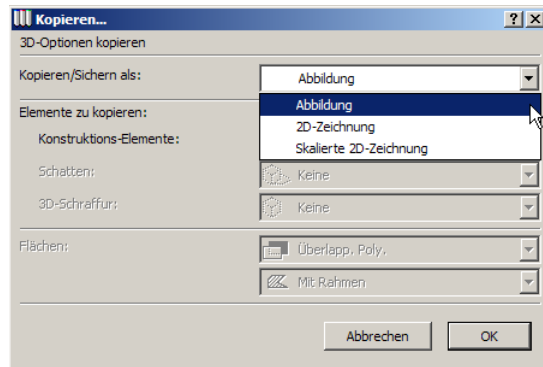 Kopieren...
3D-Optionen kopieren
Kopieren/Sichern als: Abbildung
Abbildung
Elemente zu kopieren:
2D-Zeichnung
Konstruktions-Elemente:
Skalierte 2D-Zeichnung
Schatten: Keine
3D-Schraffur: Keine
Flächen: Überlapp. Poly.
Mit Rahmen
Abbrechen OK